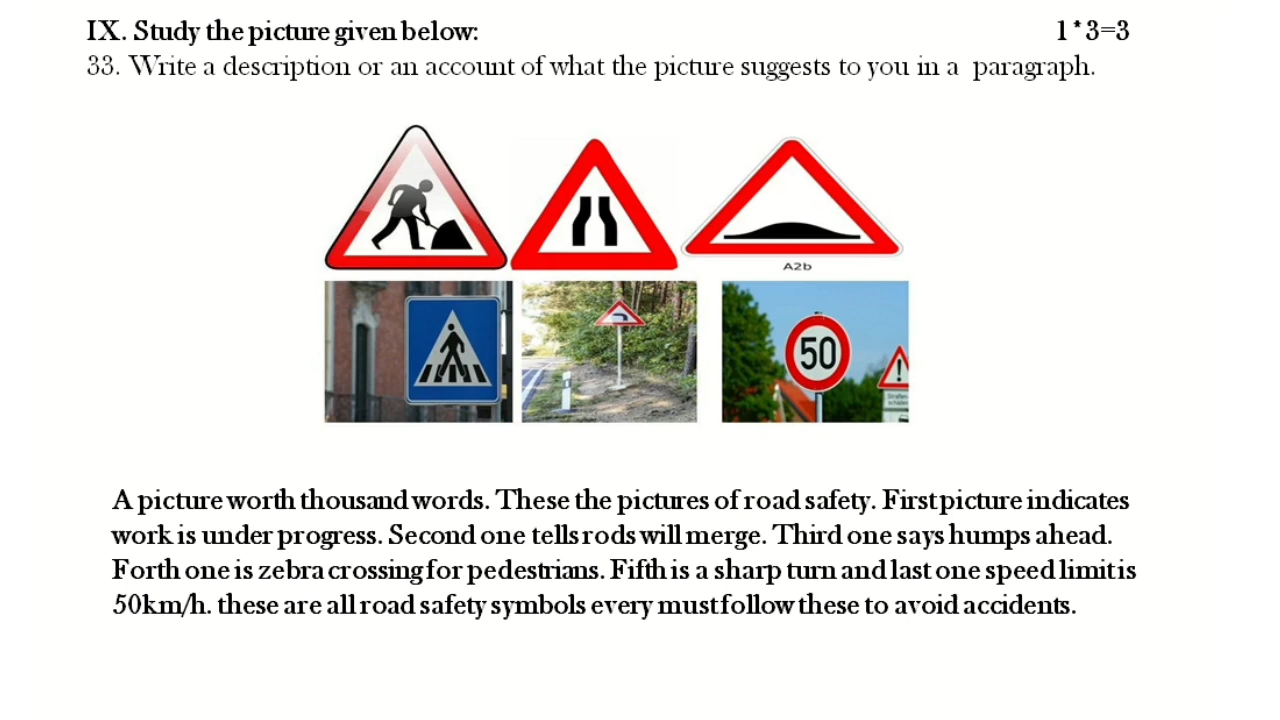 IX. Study the picture given below: 1*3=3
33. Write a description or an account of what the picture suggests to you in a paragraph.
A2b
50
!
A picture worth thousand words. These the pictures of road safety. First picture indicates
work is under progress. Second one tells rods will merge. Third one says humps ahead.
Forth one is zebra crossing for pedestrians. Fifth is a sharp turn and last one speed limit is
50km/h. these are all road safety symbols every must follow these to avoid accidents.